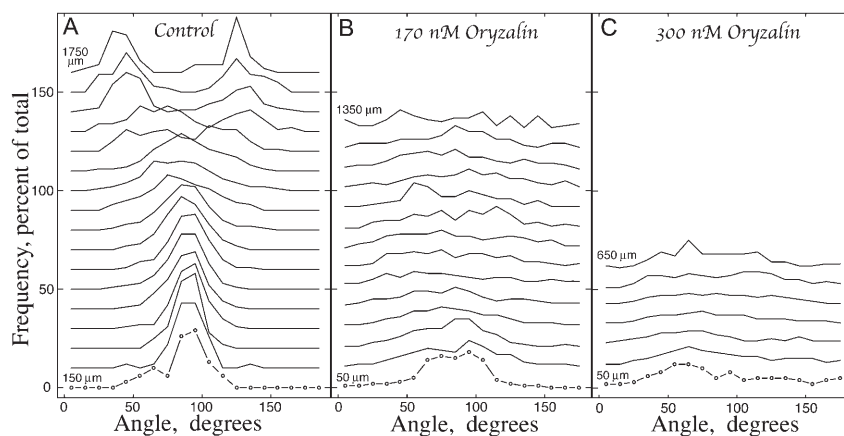 A
Control
B
170 nM Oryzalin
C
300 nM Oryzalin
1750
µm
1350 µm
650 µm
150 µm
50 µm
50 µm
150
100
50
0
Frequency, percent of total
0
50
100
150
0
50
100
150
0
50
100
150
Angle, degrees
Angle, degrees
Angle, degrees